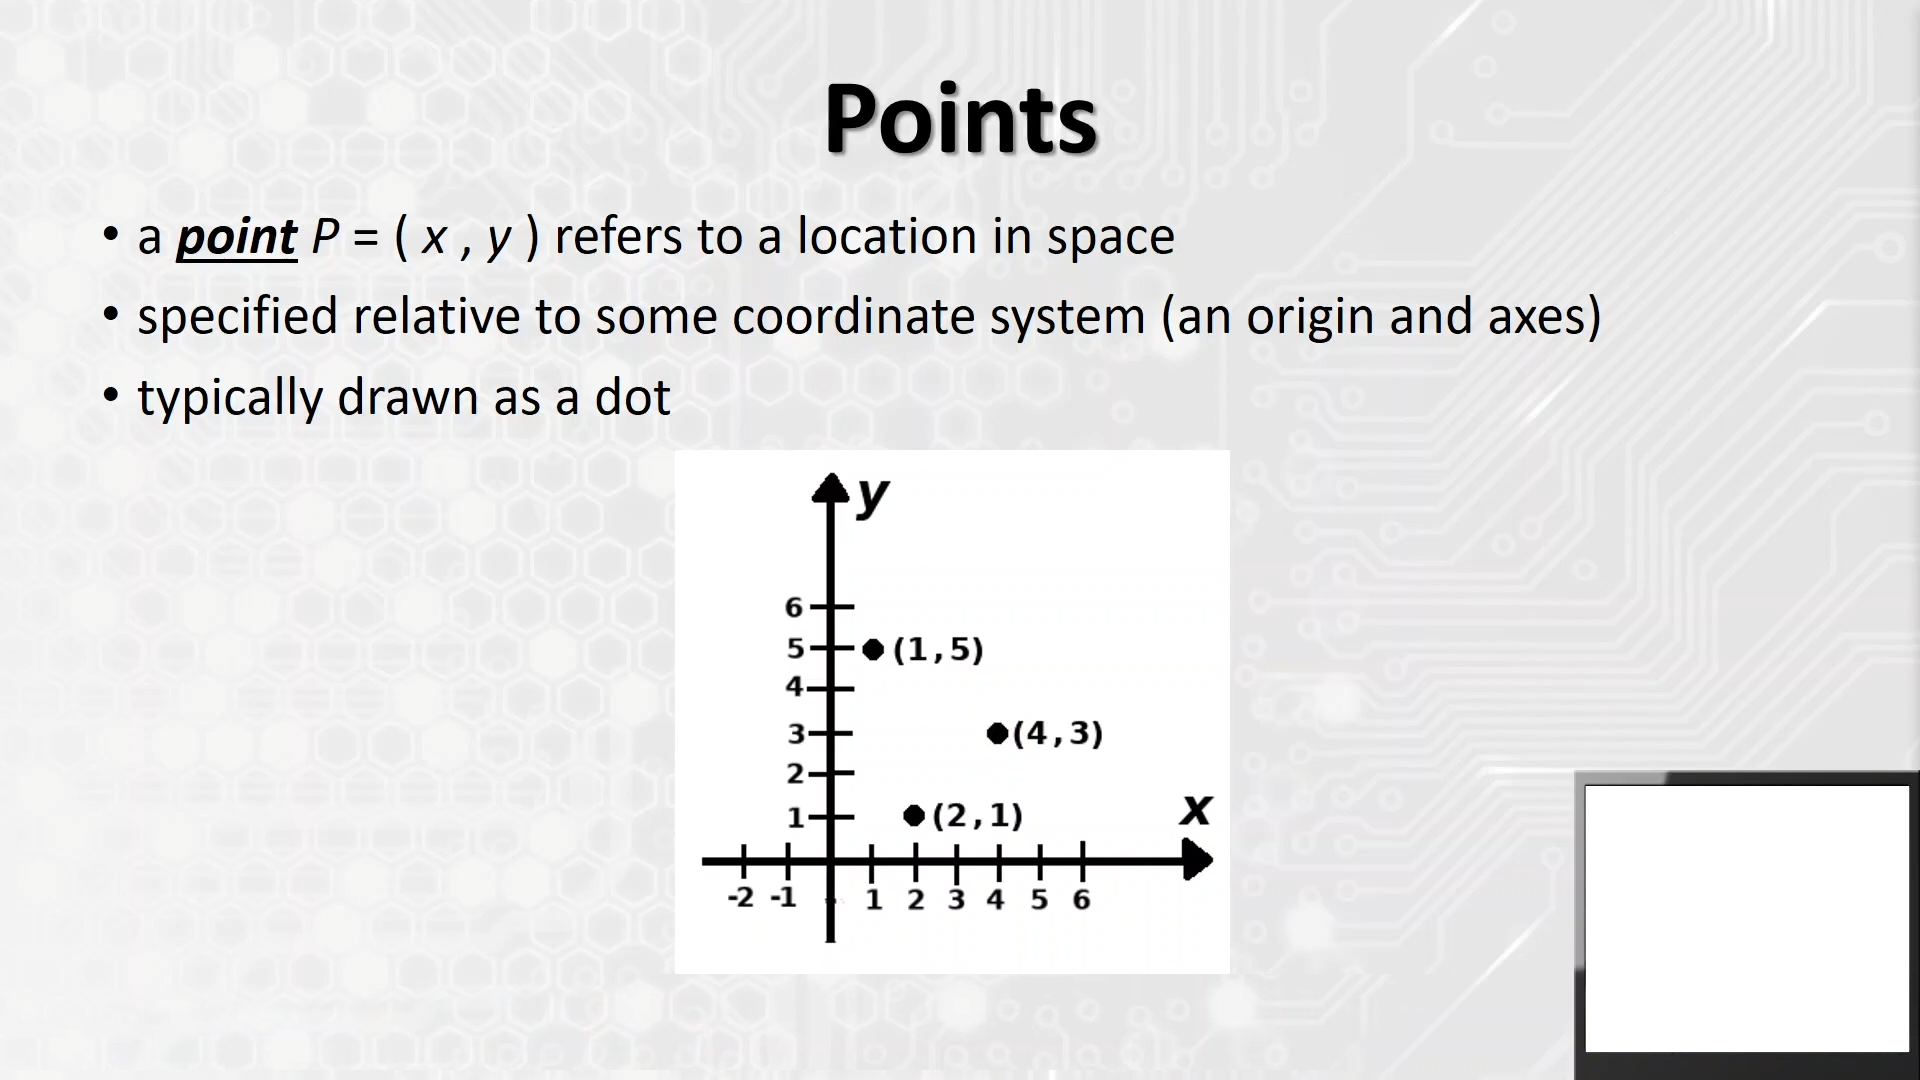 Points
• a point P = ( x , y ) refers to a location in space
• specified relative to some coordinate system (an origin and axes)
• typically drawn as a dot
y
6
5 (1,5)
4
3 (4,3)
2
x
1 (2,1)
-2 -1 1 2 3 4 5 6